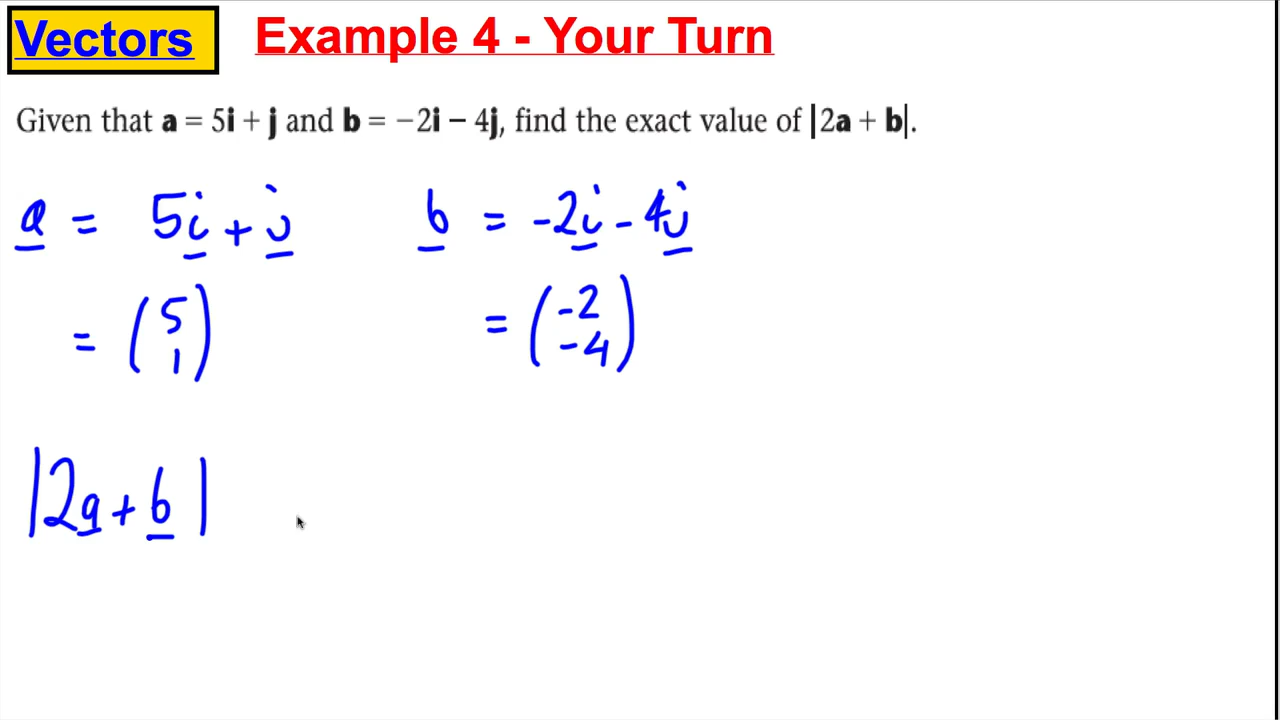 Vectors Example 4 - Your Turn
Given that a = 5i + j and b = −2i − 4j, find the exact value of |2a + b|.
a = 5i + j b = -2i - 4j
= (5 1) = (-2 -4)
|2a + b|